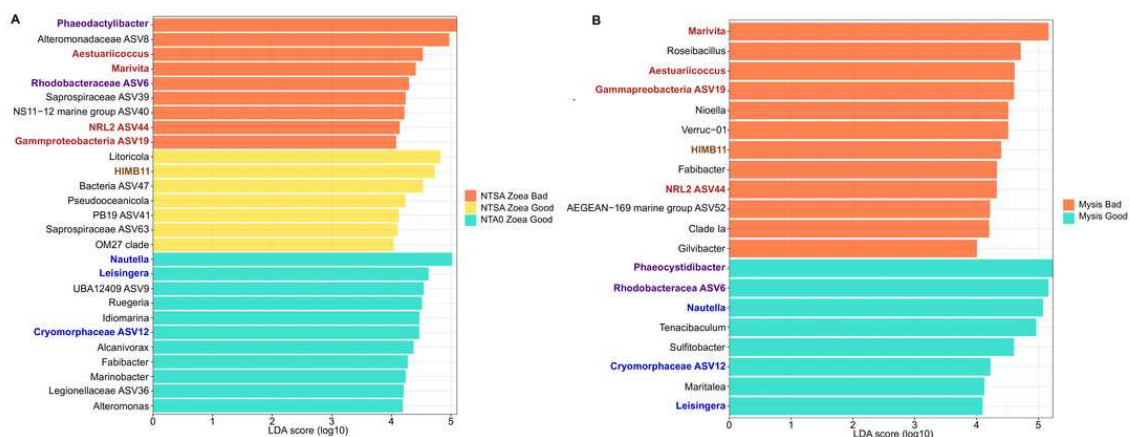 A
Phaeodactylibacter
Alteromonadaceae ASV8
Aestuariicoccus
Marivita
Rhodobacteraceae ASV6
Saprospiraceae ASV39
NS11−12 marine group ASV40
NRL2 ASV44
Gammproteobacteria ASV19
Litoricola
HIMB11
Bacteria ASV47
Pseudooceanicola
PB19 ASV41
Saprospiraceae ASV63
OM27 clade
Nautella
Leisingera
UBA12409 ASV9
Ruegeria
Idiomarina
Cryomorphaceae ASV12
Alcanivorax
Fabibacter
Marinobacter
Legionellaceae ASV36
Alteromonas
0 1 2 3 4 5
LDA score (log10)
NTSA Zoea Bad
NTSA Zoea Good
NTA0 Zoea Good
B
Marivita
Roseibacillus
Aestuariicoccus
Gammapreobacteria ASV19
Nioella
Verruc−01
HIMB11
Fabibacter
NRL2 ASV44
AEGEAN−169 marine group ASV52
Clade Ia
Gilvibacter
Phaeocystidibacter
Rhodobacteracea ASV6
Nautella
Tenacibaculum
Sulfitobacter
Cryomorphaceae ASV12
Maritalea
Leisingera
0 1 2 3 4 5
LDA score (log10)
Mysis Bad
Mysis Good